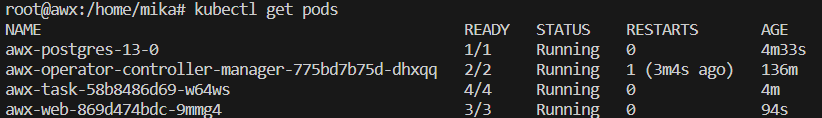 root@awx:/home/mika# kubectl get pods
NAME READY STATUS RESTARTS AGE
awx-postgres-13-0 1/1 Running 0 4m33s
awx-operator-controller-manager-775bd7b75d-dhxqq 2/2 Running 1 (3m4s ago) 136m
awx-task-58b8486d69-w64ws 4/4 Running 0 4m
awx-web-869d474bdc-9mmg4 3/3 Running 0 94s